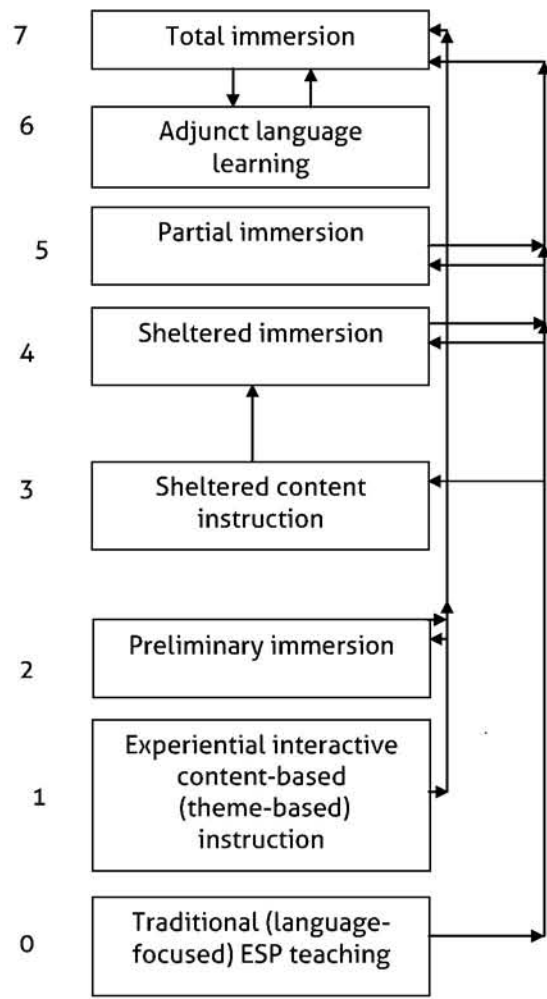 7
Total immersion
6
Adjunct language
learning
5
Partial immersion
4
Sheltered immersion
3
Sheltered content
instruction
2
Preliminary immersion
1
Experiential interactive
content-based
(theme-based)
instruction
0
Traditional (language-
focused) ESP teaching